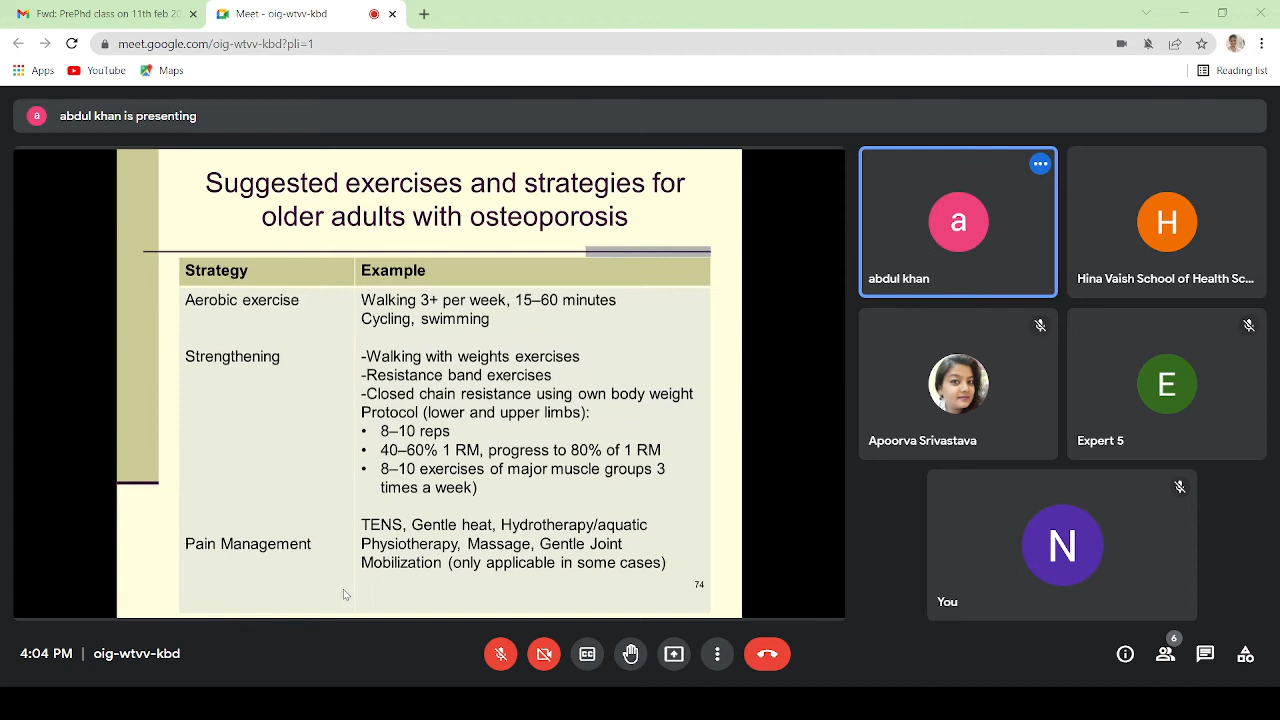 Fwd: PrePhd class on 11th feb 20
Meet - oig-wtvv-kbd
meet.google.com/oig-wtvv-kbd?pli=1
Apps
YouTube
Maps
Reading list
a
abdul khan is presenting
Suggested exercises and strategies for
older adults with osteoporosis
Strategy
Example
Aerobic exercise
Walking 3+ per week, 15–60 minutes
Cycling, swimming
Strengthening
-Walking with weights exercises
-Resistance band exercises
-Closed chain resistance using own body weight
Protocol (lower and upper limbs):
• 8–10 reps
• 40–60% 1 RM, progress to 80% of 1 RM
• 8–10 exercises of major muscle groups 3
times a week)
Pain Management
TENS, Gentle heat, Hydrotherapy/aquatic
Physiotherapy, Massage, Gentle Joint
Mobilization (only applicable in some cases)
74
a
abdul khan
H
Hina Vaish School of Health Sc...
Apoorva Srivastava
E
Expert 5
N
You
4:04 PM | oig-wtvv-kbd
6